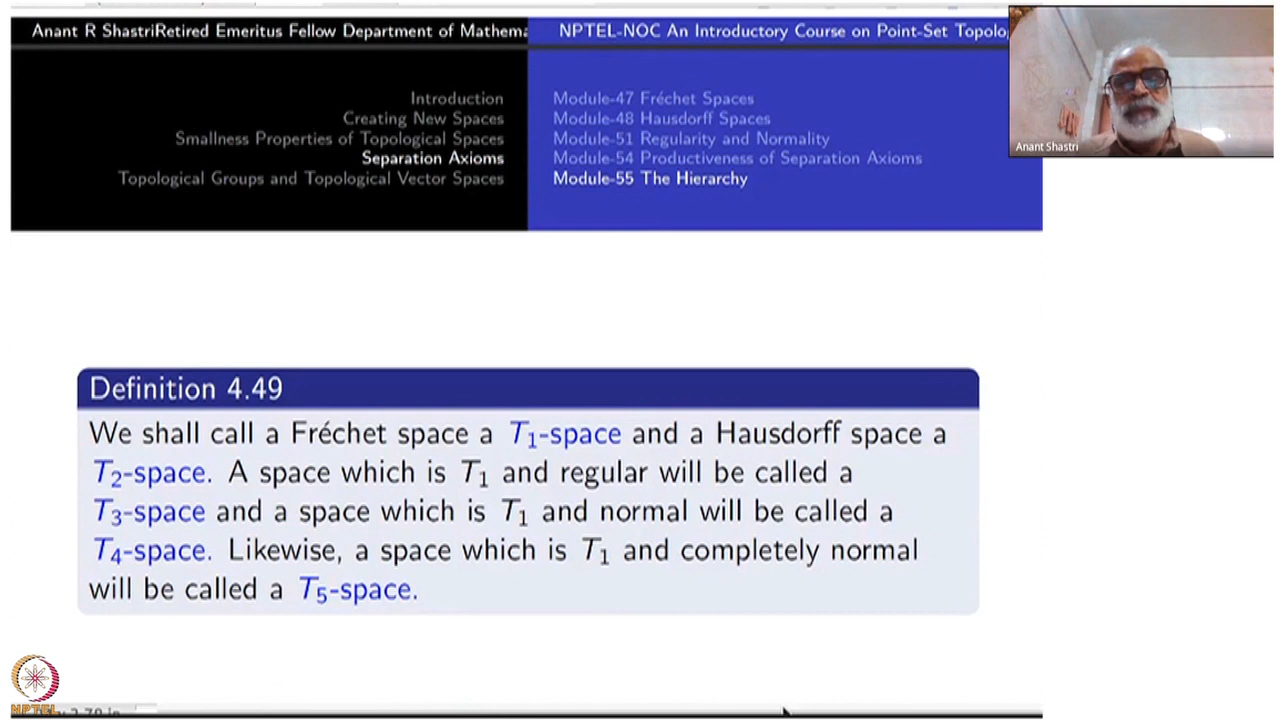 Anant R ShastriRetired Emeritus Fellow Department of Mathema
NPTEL-NOC An Introductory Course on Point-Set Topolo
Introduction
Creating New Spaces
Smallness Properties of Topological Spaces
Separation Axioms
Topological Groups and Topological Vector Spaces
Module-47 Fréchet Spaces
Module-48 Hausdorff Spaces
Module-51 Regularity and Normality
Module-54 Productiveness of Separation Axioms
Module-55 The Hierarchy
Anant Shastri
Definition 4.49
We shall call a Fréchet space a T₁-space and a Hausdorff space a
T₂-space. A space which is T₁ and regular will be called a
T₃-space and a space which is T₁ and normal will be called a
T₄-space. Likewise, a space which is T₁ and completely normal
will be called a T₅-space.
NPTEL